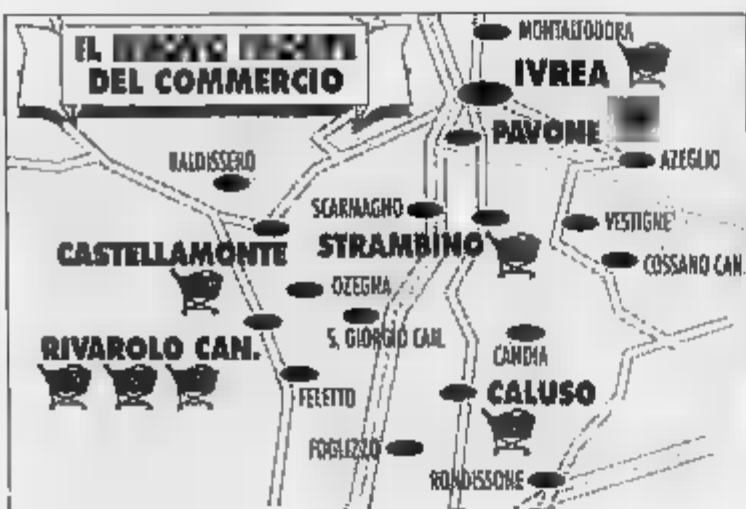 EL
DEL COMMERCIO
MONTALTODORA
IVREA
PAVONE
AZEGLIO
BALDISSERO
SCARMAGNO
VESTIGNE'
CASTELLAMONTE
STRAMBINO
COSSANO CAN.
OZEGNA
S. GIORGIO CAN.
RIVAROLO CAN.
CANDIA
FELETTO
CALUSO
FOGLIZZO
RONDISSONE